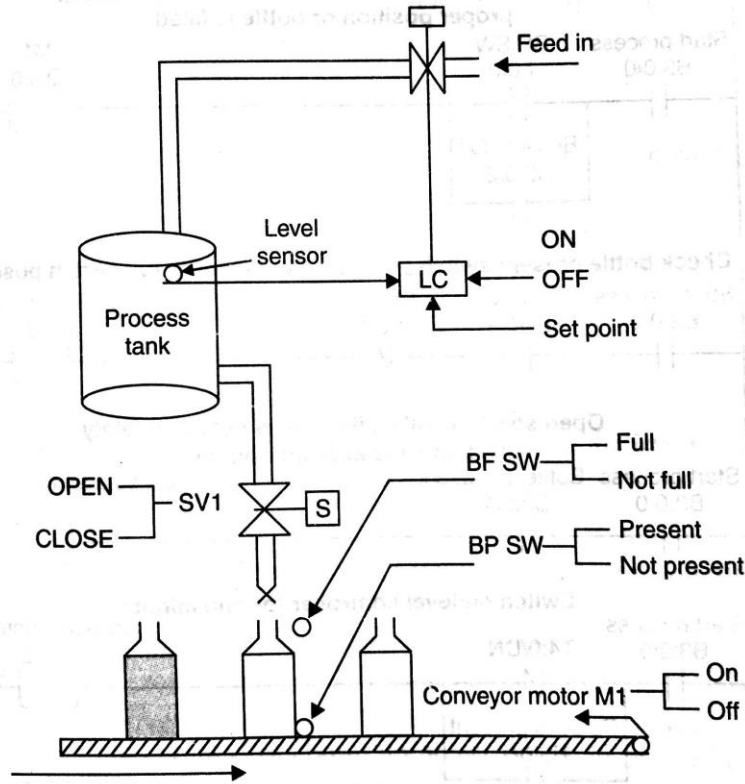 Feed in
Level
sensor
ON
LC
OFF
Process
tank
Set point
Full
BF SW
Not full
OPEN
SV1
S
CLOSE
Present
BP SW
Not present
On
Conveyor motor M1
Off